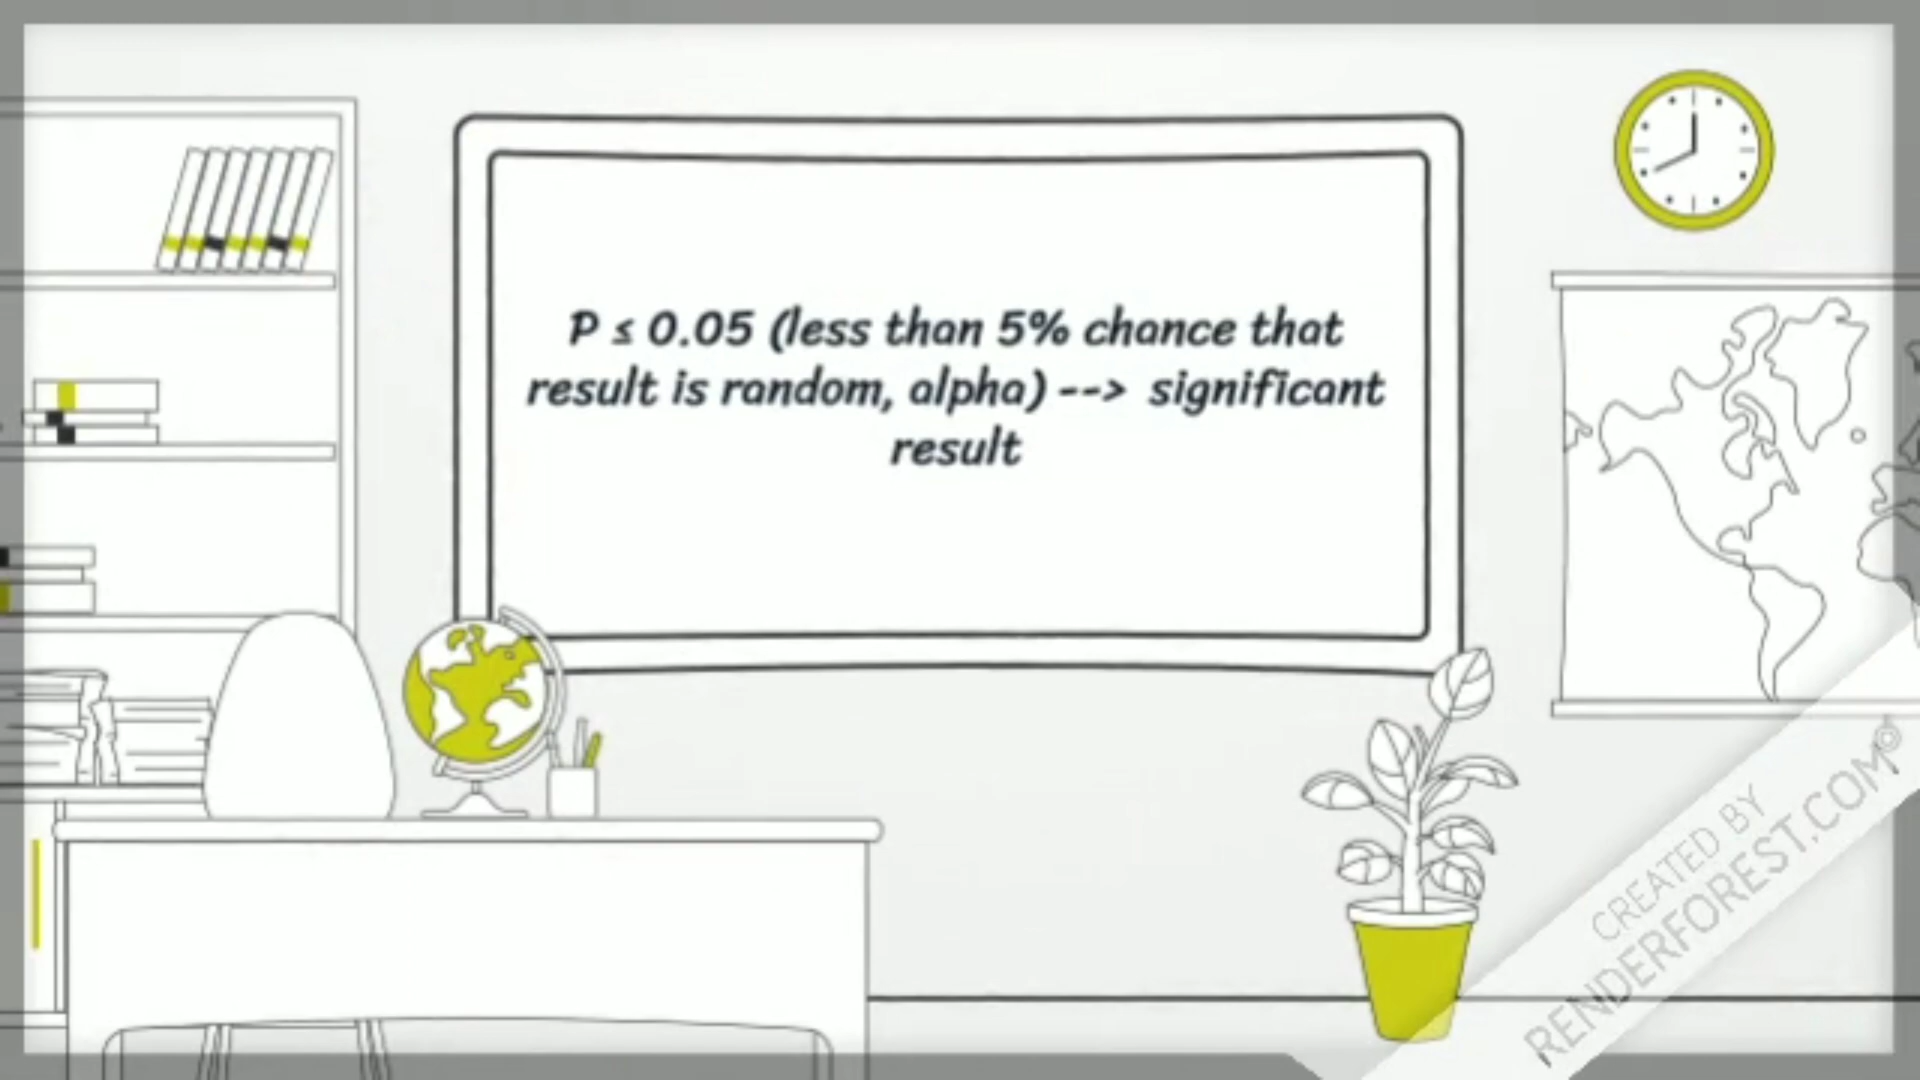 P ≤ 0.05 (less than 5% chance that
result is random, alpha) --> significant
result
CREATED BY
RENDERFOREST.COM®